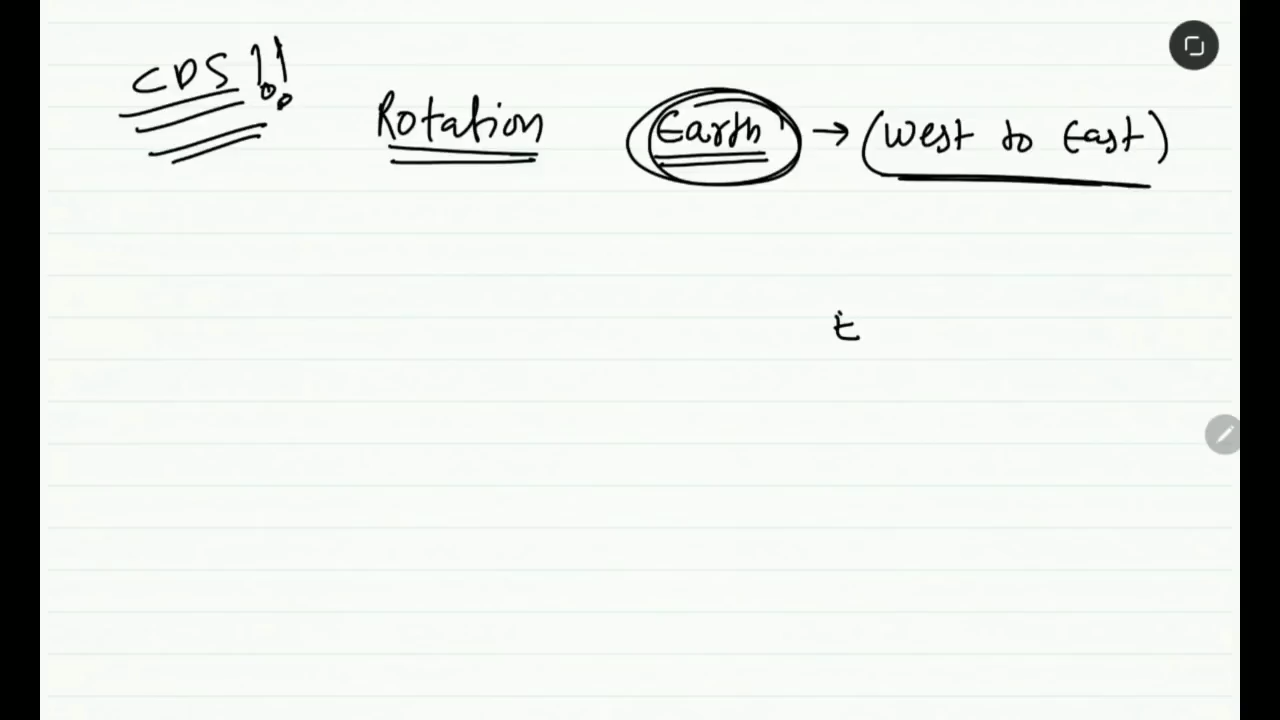 CDS !!
Rotation Earth → (West to East)
E